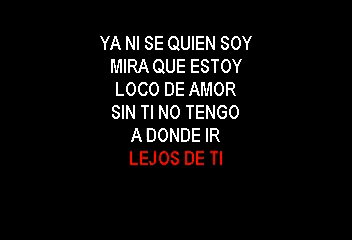 YA NI SE QUIEN SOY
MIRA QUE ESTOY
LOCO DE AMOR
SIN TI NO TENGO
A DONDE IR
LEJOS DE TI